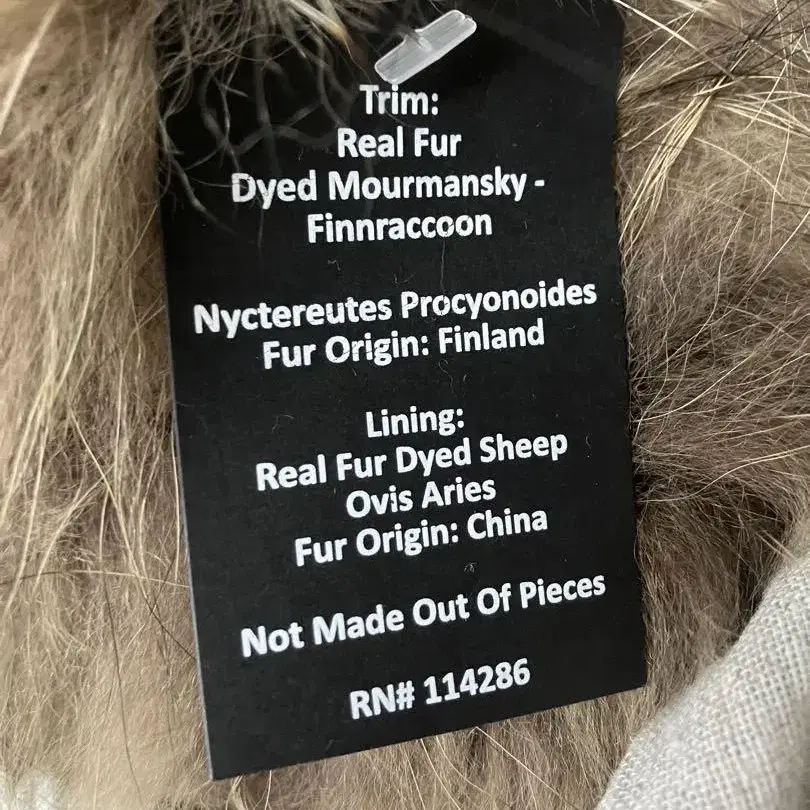 Trim:
Real Fur
Dyed Mourmansky -
Finnraccoon
Nyctereutes Procyonoides
Fur Origin: Finland
Lining:
Real Fur Dyed Sheep
Ovis Aries
Fur Origin: China
Not Made Out Of Pieces
RN# 114286